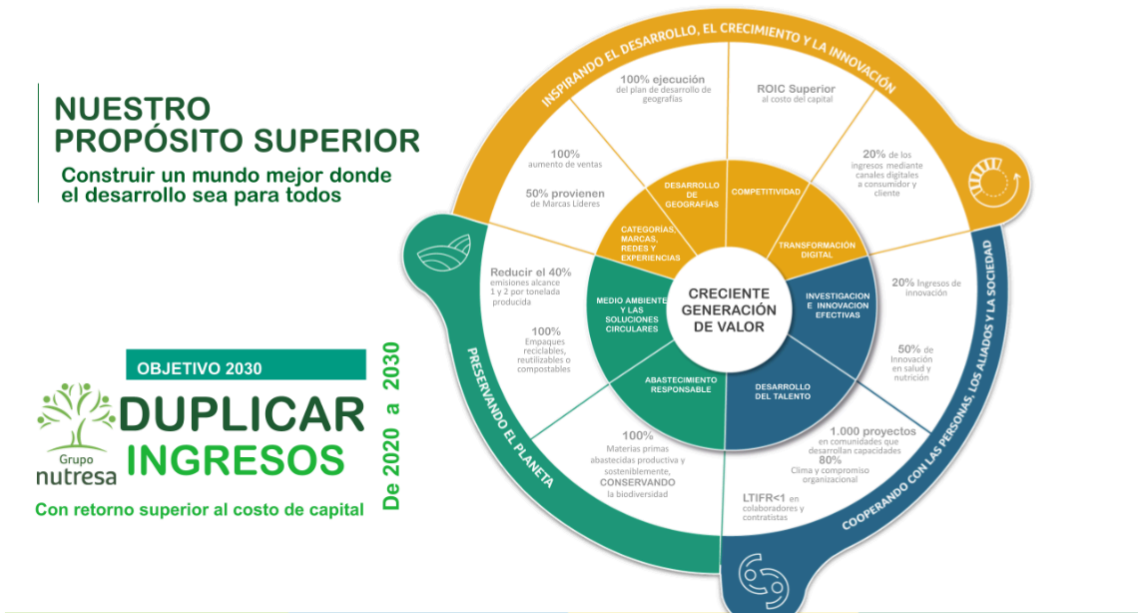 NUESTRO
PROPÓSITO SUPERIOR
Construir un mundo mejor donde
el desarrollo sea para todos
OBJETIVO 2030
DUPLICAR
INGRESOS
De 2020 a 2030
Grupo
nutresa
Con retorno superior al costo de capital
INSPIRANDO EL DESARROLLO, EL CRECIMIENTO Y LA INNOVACIÓN
100% ejecución
del plan de desarrollo de
geografías
ROIC Superior
al costo del capital
100%
aumento de ventas
50% provienen
de Marcas Líderes
20% de los
ingresos mediante
canales digitales
a consumidor y
cliente
DESARROLLO
DE
GEOGRAFÍAS
COMPETITIVIDAD
CATEGORIAS,
MARCAS,
REDES Y
EXPERIENCIAS
TRANSFORMACIÓN
DIGITAL
CRECIENTE
GENERACIÓN
DE VALOR
MEDIO AMBIENTE
Y LAS
SOLUCIONES
CIRCULARES
INVESTIGACION
E INNOVACION
EFECTIVAS
ABASTECIMIENTO
RESPONSABLE
DESARROLLO
DEL TALENTO
PRESERVANDO EL PLANETA
Reducir el 40%
emisiones alcance
1 y 2 por tonelada
producida
100%
Empaques
reciclables,
reutilizables o
compostables
100%
Materias primas
abastecidas productiva y
sosteniblemente,
CONSERVANDO
la biodiversidad
COOPERANDO CON LAS PERSONAS, LOS ALIADOS Y LA SOCIEDAD
20% Ingresos de
innovación
50% de
Innovación
en salud y
nutrición
1.000 proyectos
en comunidades que
desarrollan capacidades
80%
Clima y compromiso
organizacional
LTIFR<1 en
colaboradores y
contratistas